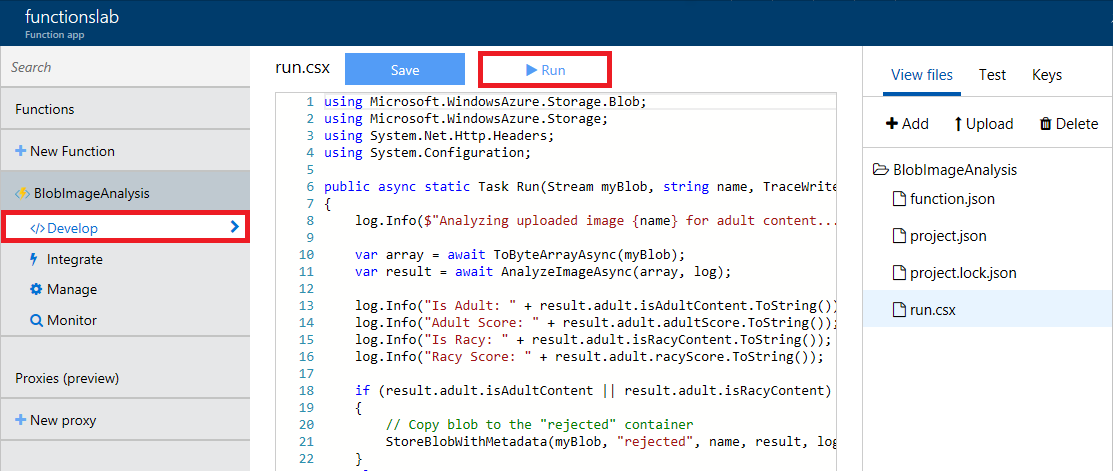 functionslab
Function app
Search
Functions
+ New Function
BlobImageAnalysis
</> Develop
Integrate
Manage
Monitor
Proxies (preview)
+ New proxy
run.csx
Save
Run
1 using Microsoft.WindowsAzure.Storage.Blob;
2 using Microsoft.WindowsAzure.Storage;
3 using System.Net.Http.Headers;
4 using System.Configuration;
5
6 public async static Task Run(Stream myBlob, string name, TraceWrite
7 {
8     log.Info($"Analyzing uploaded image {name} for adult content...
9
10     var array = await ToByteArrayAsync(myBlob);
11     var result = await AnalyzeImageAsync(array, log);
12
13     log.Info("Is Adult: " + result.adult.isAdultContent.ToString())
14     log.Info("Adult Score: " + result.adult.adultScore.ToString());
15     log.Info("Is Racy: " + result.adult.isRacyContent.ToString());
16     log.Info("Racy Score: " + result.adult.racyScore.ToString());
17
18     if (result.adult.isAdultContent || result.adult.isRacyContent)
19     {
20         // Copy blob to the "rejected" container
21         StoreBlobWithMetadata(myBlob, "rejected", name, result, log
22     }
View files
Test
Keys
+ Add
Upload
Delete
BlobImageAnalysis
function.json
project.json
project.lock.json
run.csx